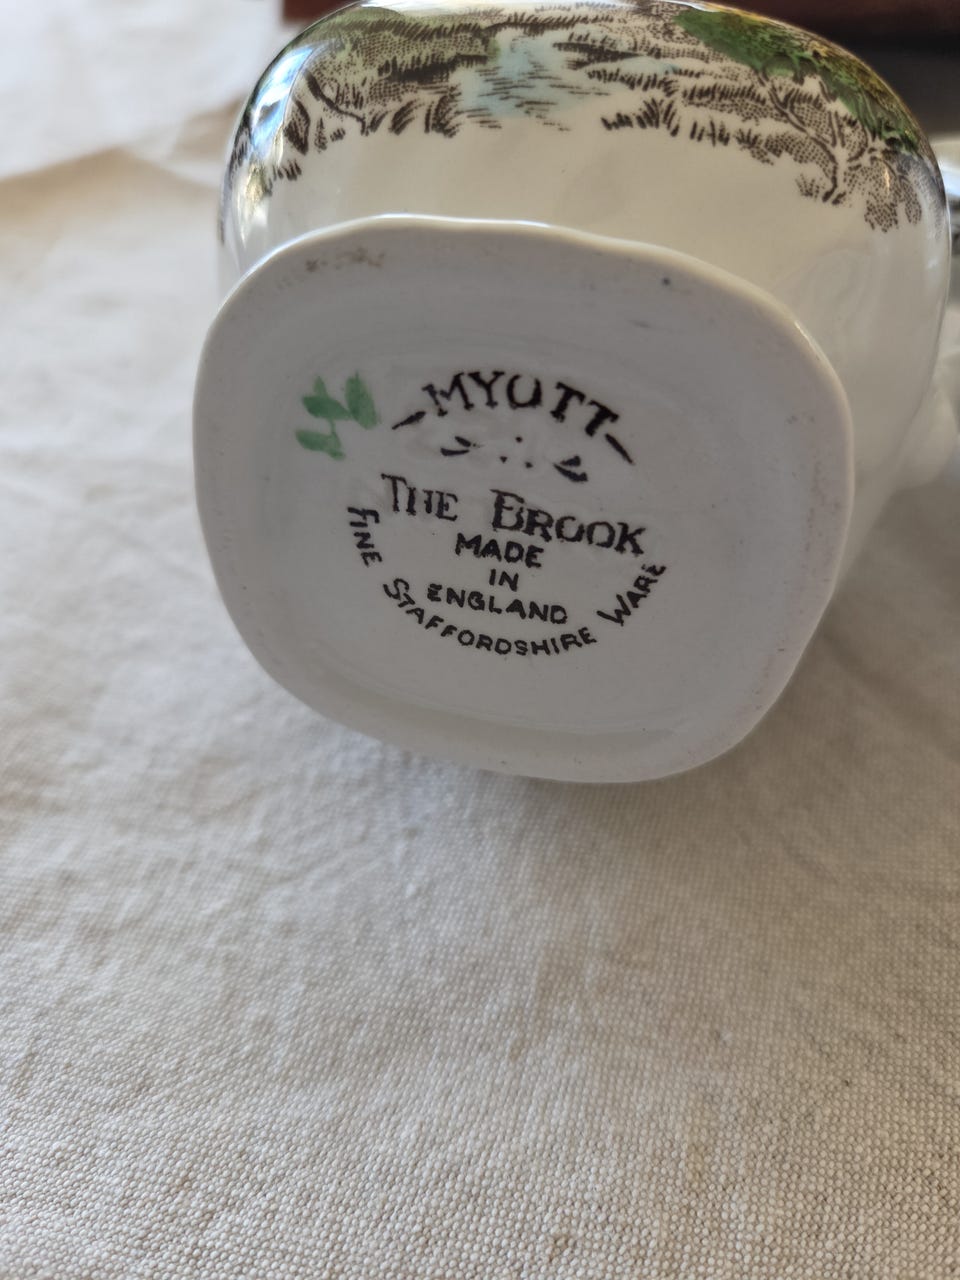 MYOTT
THE BROOK
MADE
IN
ENGLAND
FINE STAFFORDSHIRE WARE